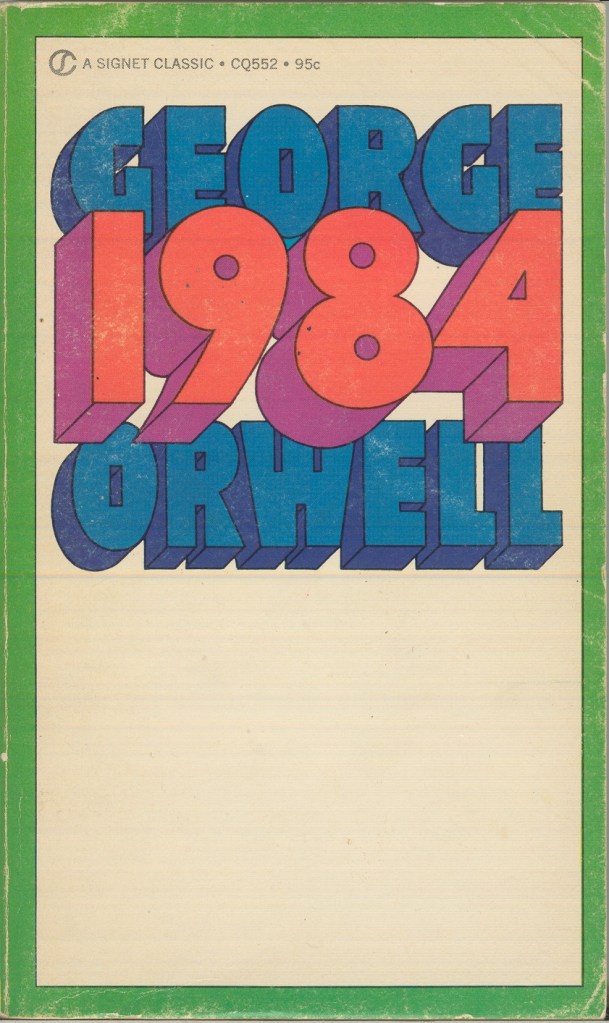 A SIGNET CLASSIC • CQ552 • 95c
GEORGE
1984
ORWELL